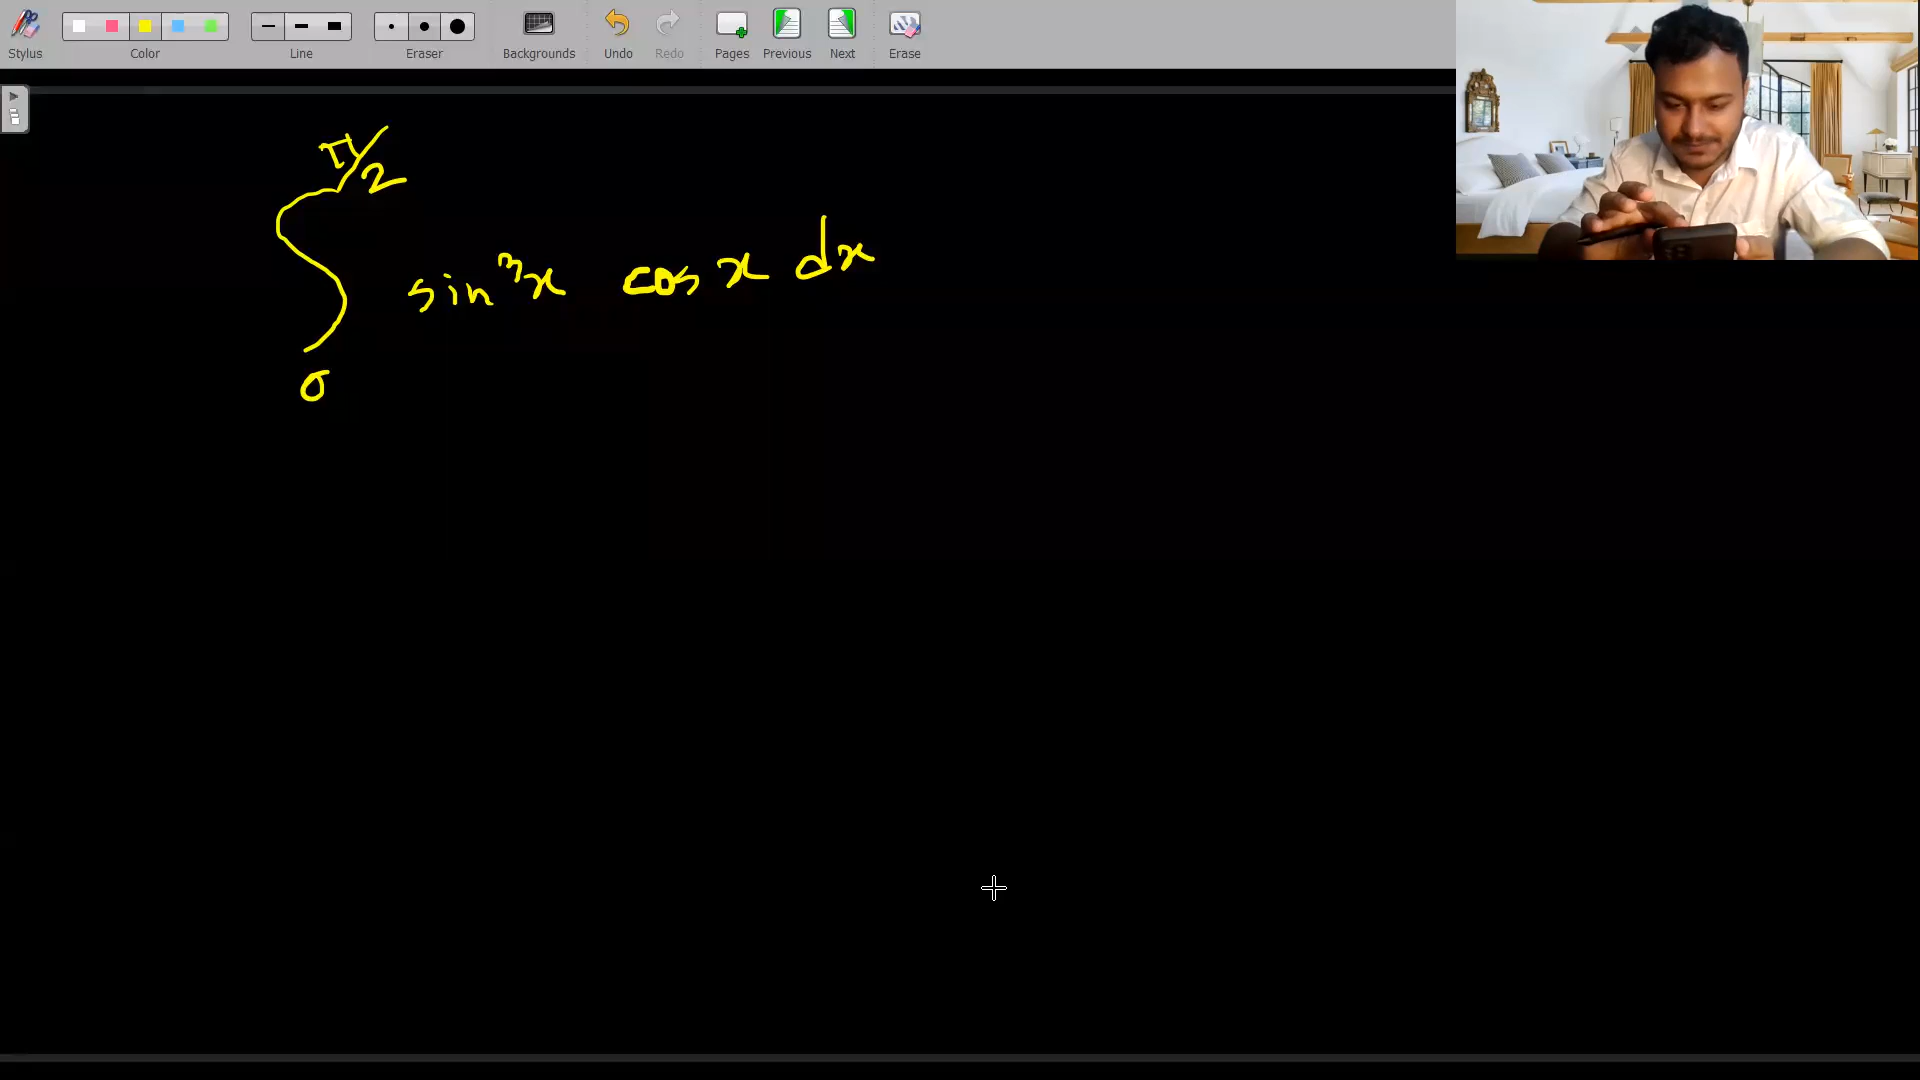 Stylus Color Line Eraser Backgrounds Undo Redo Pages Previous Next Erase
π/2
∫ sin³x cos x dx
0